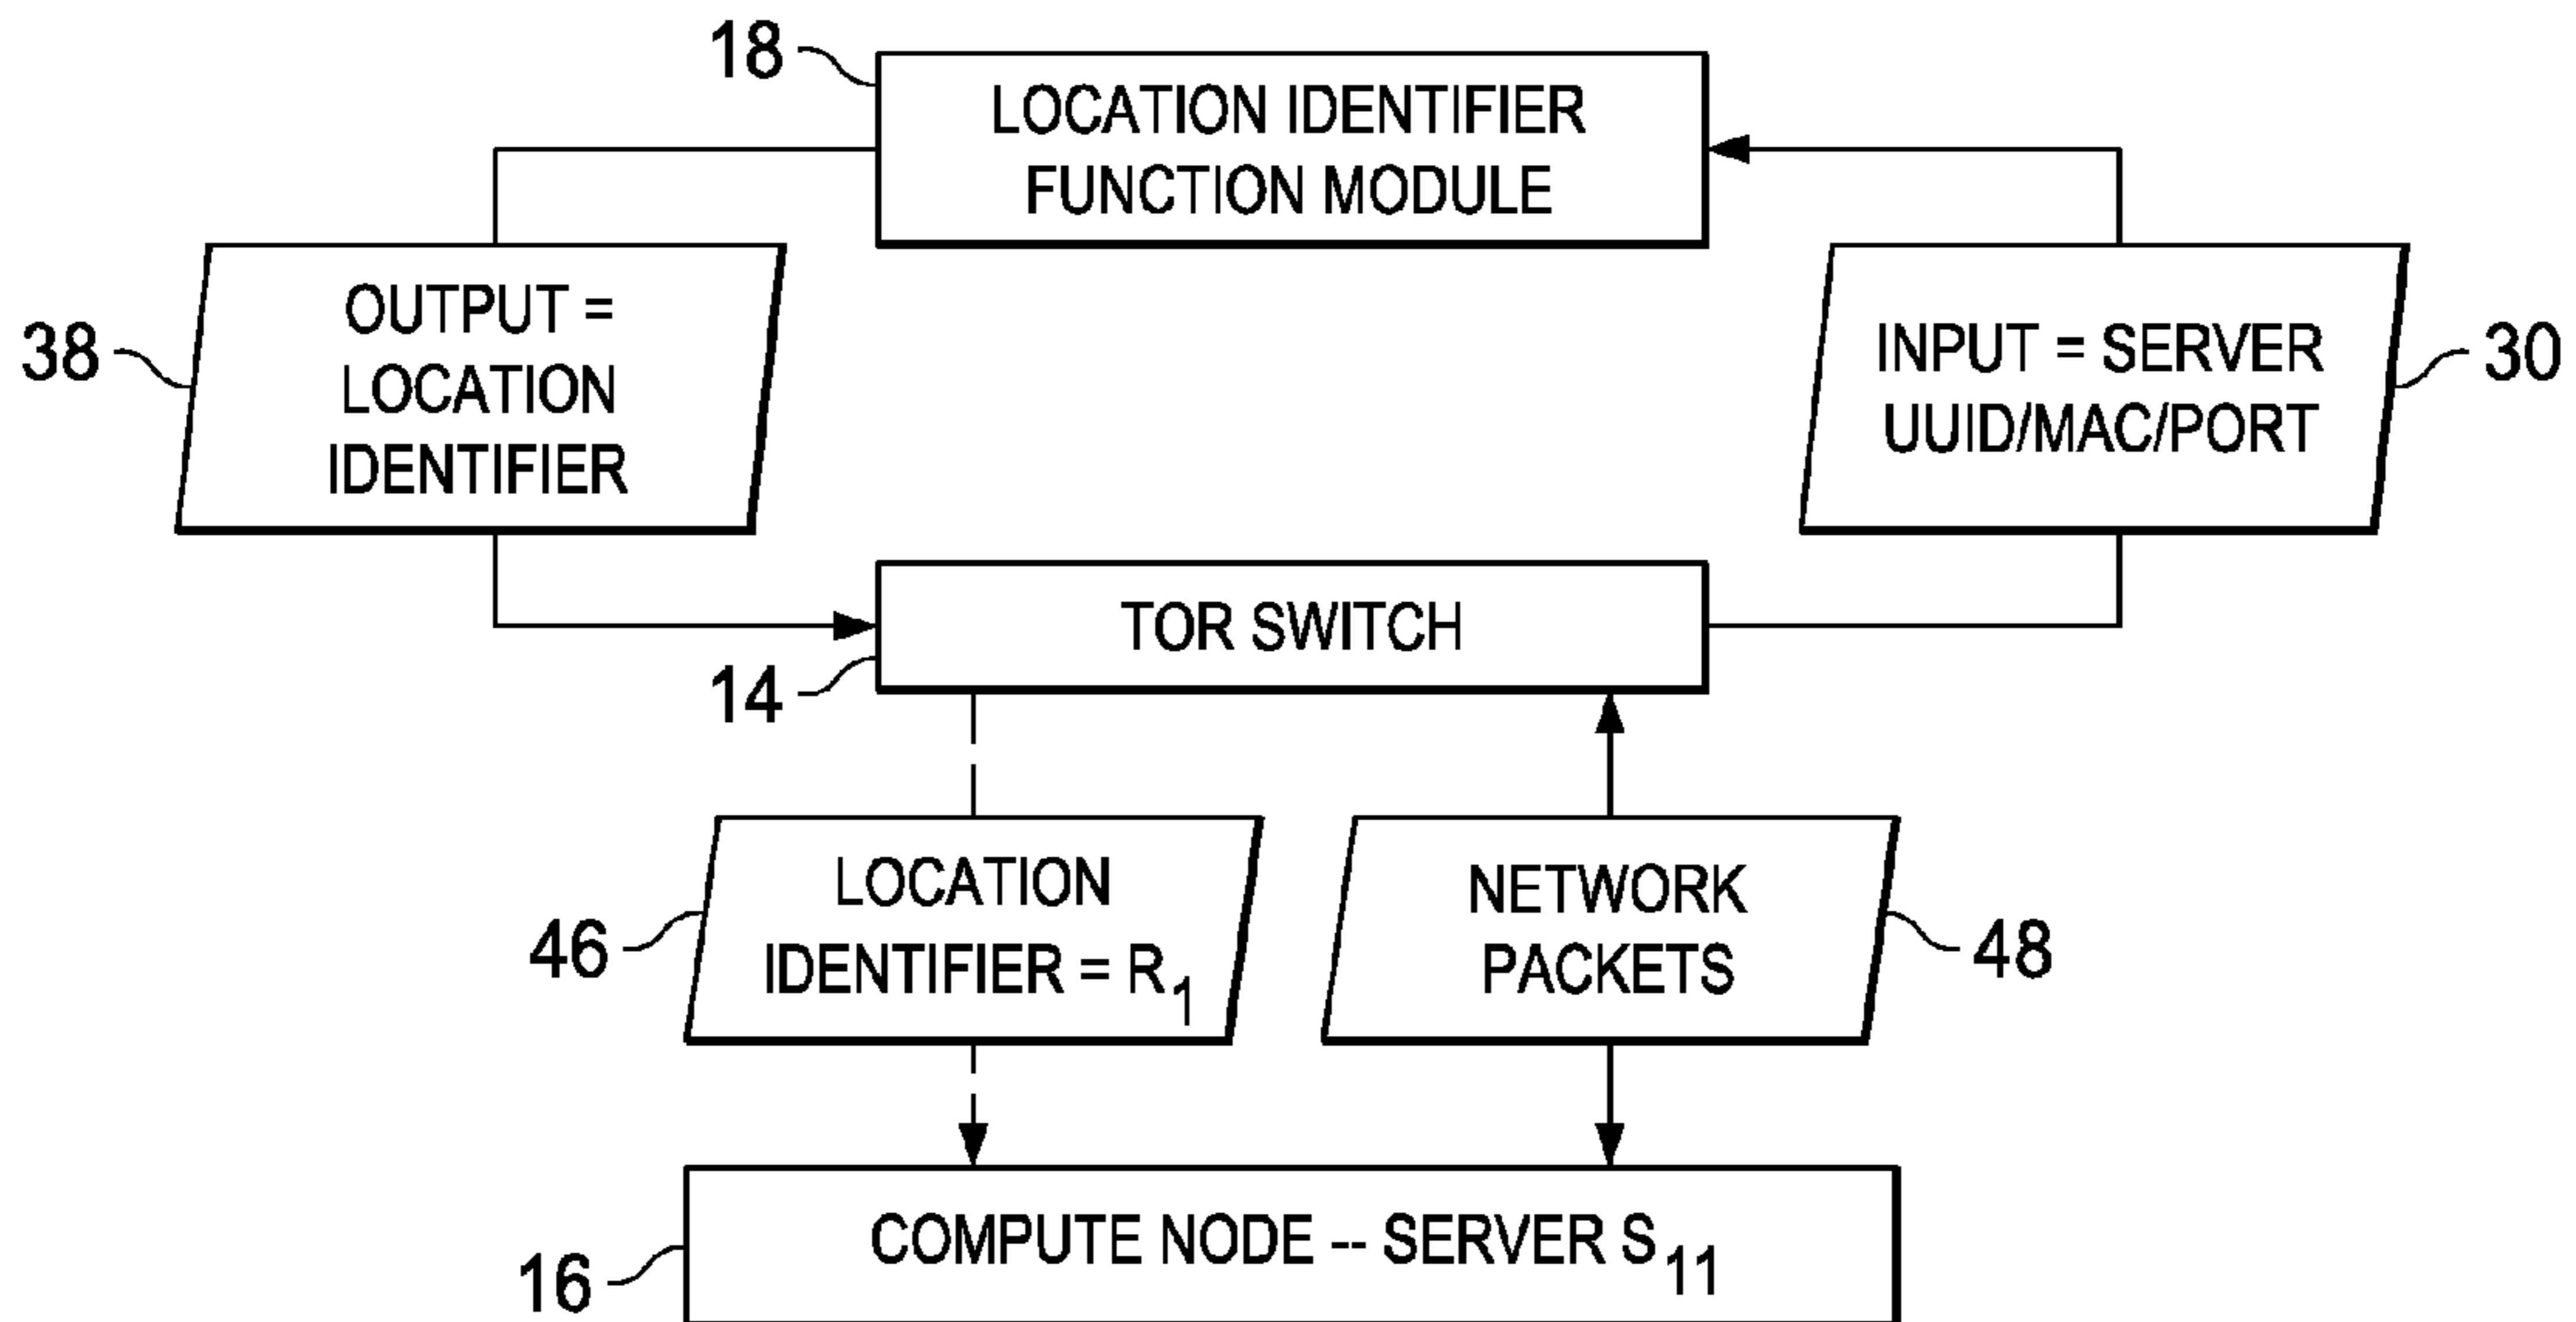 18
LOCATION IDENTIFIER
FUNCTION MODULE
38
OUTPUT =
LOCATION
IDENTIFIER
INPUT = SERVER
UUID/MAC/PORT
30
TOR SWITCH
14
46
LOCATION
IDENTIFIER = R1
NETWORK
PACKETS
48
COMPUTE NODE -- SERVER S11
16